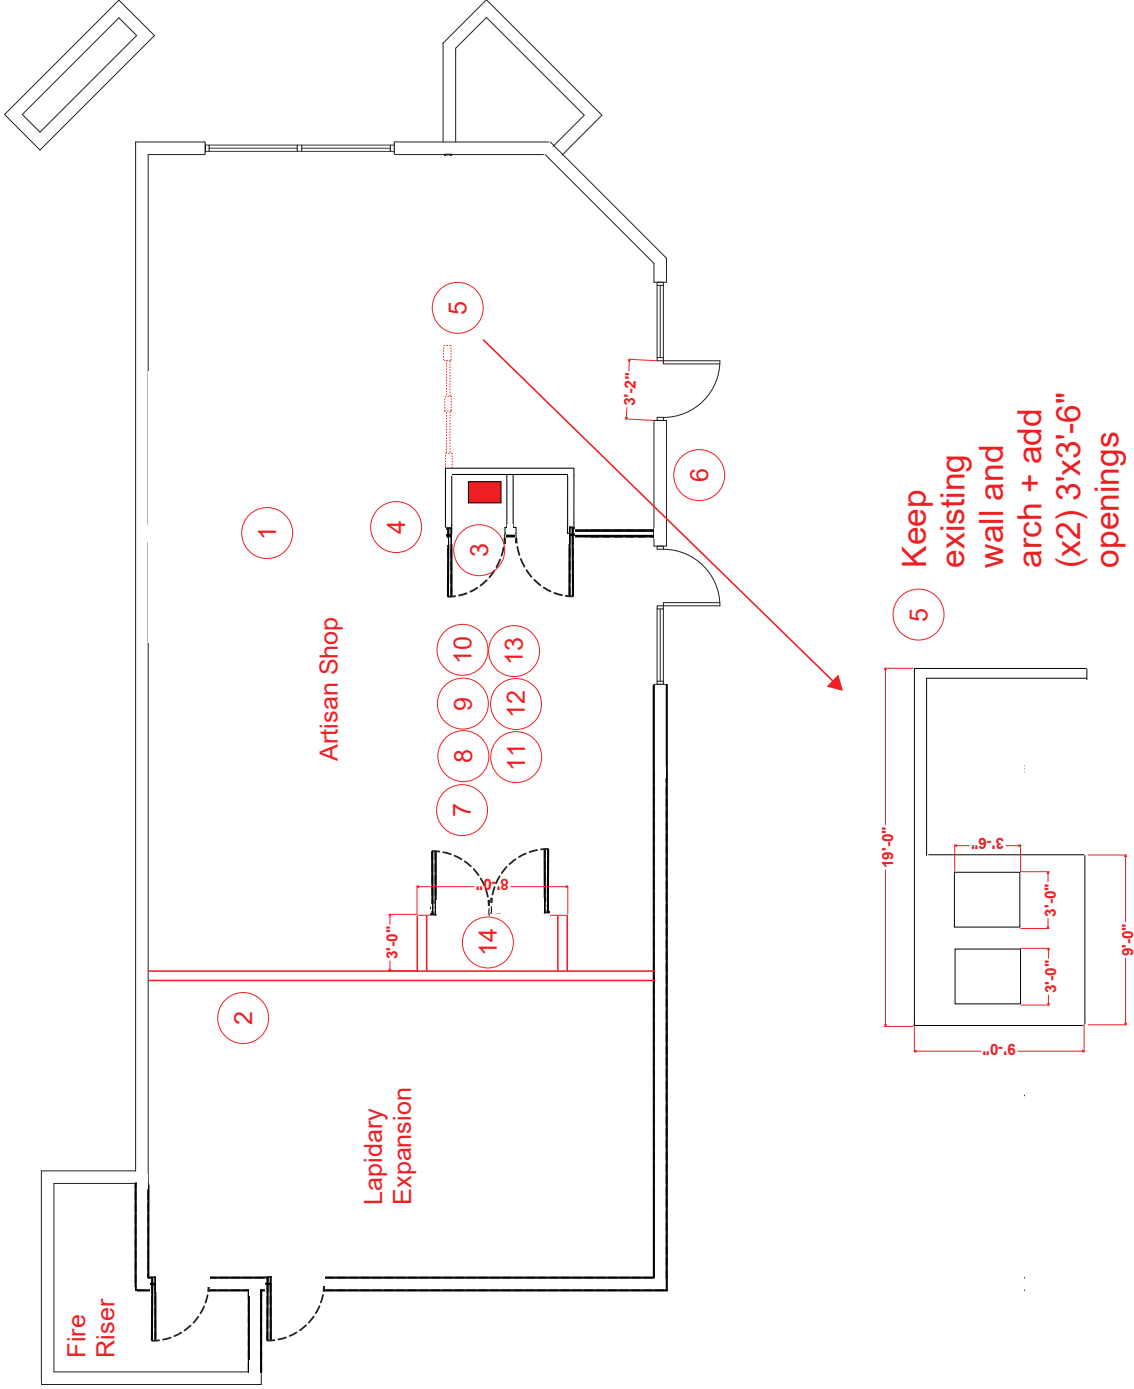 Fire
Riser
Lapidary
Expansion
2
14
3'-0"
8'-0"
Artisan Shop
7
8
9
10
11
12
13
1
4
3
5
6
3'-2"
5
Keep
existing
wall and
arch + add
(x2) 3'x3'-6"
openings
19'-0"
9'-0"
9'-0"
3'-0"
3'-0"
3'-6"